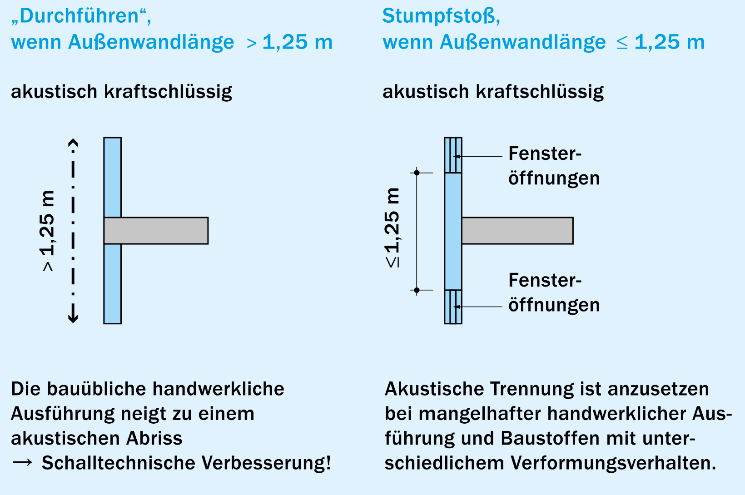 „Durchführen“,
wenn Außenwandlänge > 1,25 m
akustisch kraftschlüssig
> 1,25 m
Die bauübliche handwerkliche
Ausführung neigt zu einem
akustischen Abriss
→ Schalltechnische Verbesserung!
Stumpfstoß,
wenn Außenwandlänge ≤ 1,25 m
akustisch kraftschlüssig
Fenster-
öffnungen
≤ 1,25 m
Fenster-
öffnungen
Akustische Trennung ist anzusetzen
bei mangelhafter handwerklicher Aus-
führung und Baustoffen mit unter-
schiedlichem Verformungsverhalten.